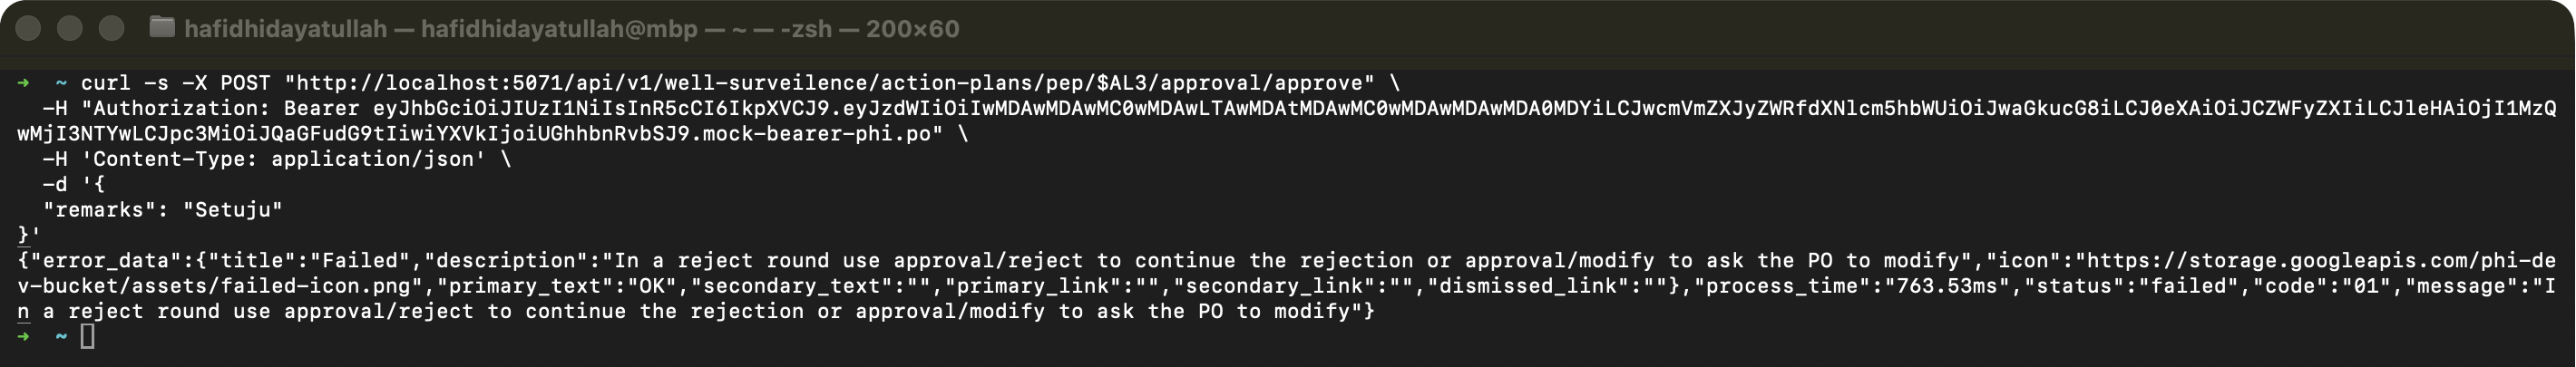 hafidhidayatullah — hafidhidayatullah@mbp — ~ — -zsh — 200×60
➜  ~ curl -s -X POST "http://localhost:5071/api/v1/well-surveilence/action-plans/pep/$AL3/approval/approve" \
  -H "Authorization: Bearer eyJhbGciOiJIUzI1NiIsInR5cCI6IkpXVCJ9.eyJzdWIiOiIwMDAwMDAwMC0wMDAwLTAwMDAtMDAwMC0wMDAwMDAwMDA0MDYiLCJwcmVmZXJyZWRfdXNlcm5hbWUiOiJwaGkucG8iLCJ0eXAiOiJCZWFyZXIiLCJleHAiOjI1MzQ
wMjI3NTYwLCJpc3MiOiJQaGFudG9tIiwiYXVkIjoiUGhhbnRvbSJ9.mock-bearer-phi.po" \
  -H 'Content-Type: application/json' \
  -d '{
  "remarks": "Setuju"
}'
{"error_data":{"title":"Failed","description":"In a reject round use approval/reject to continue the rejection or approval/modify to ask the PO to modify","icon":"https://storage.googleapis.com/phi-de
v-bucket/assets/failed-icon.png","primary_text":"OK","secondary_text":"","primary_link":"","secondary_link":"","dismissed_link":""},"process_time":"763.53ms","status":"failed","code":"01","message":"I
n a reject round use approval/reject to continue the rejection or approval/modify to ask the PO to modify"}
➜  ~